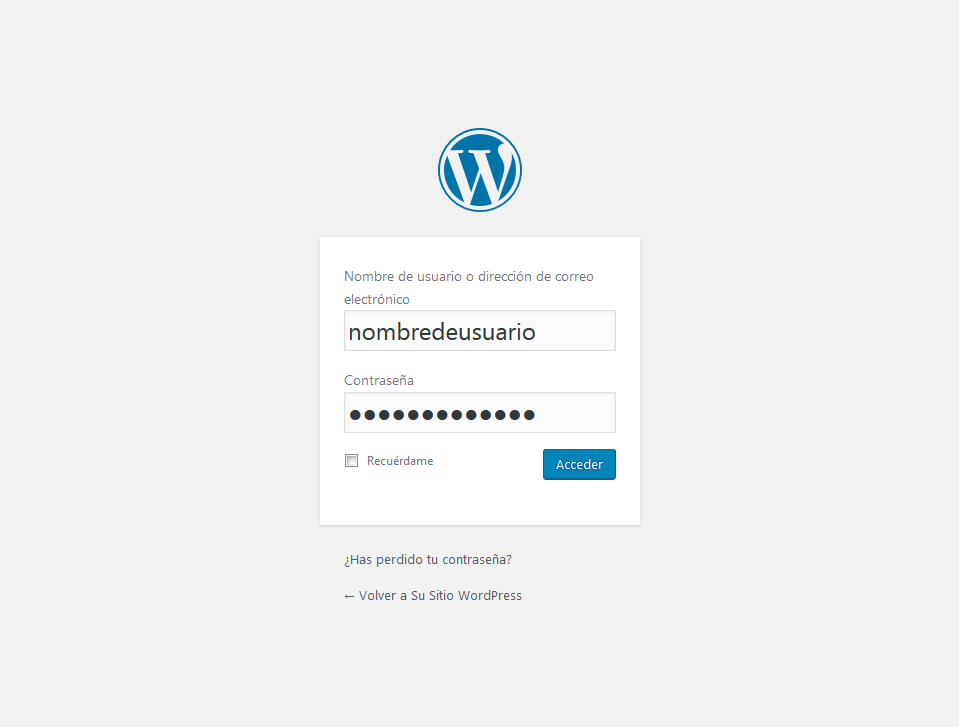 Nombre de usuario o dirección de correo
electrónico
nombredeusuario
Contraseña
●●●●●●●●●●●●●
Recuérdame
Acceder
¿Has perdido tu contraseña?
← Volver a Su Sitio WordPress